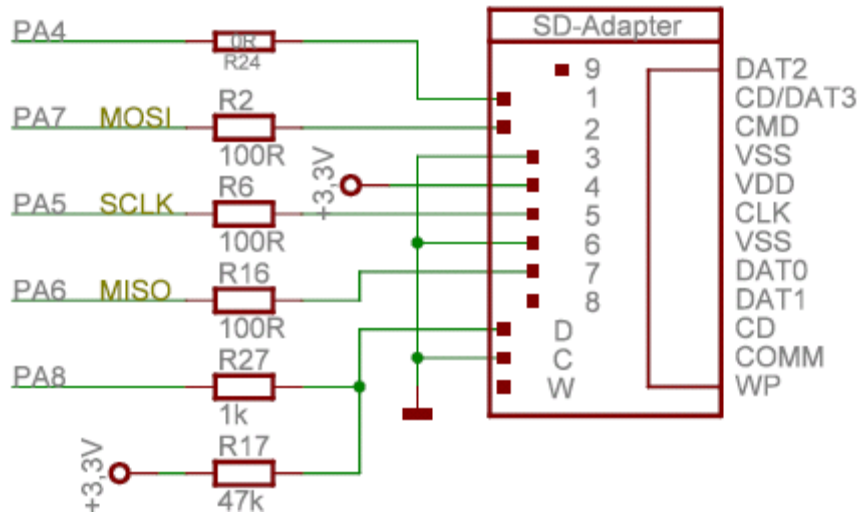 PA4
0R
R24
PA7 MOSI
R2
100R
+3,3V
PA5 SCLK
R6
100R
PA6 MISO
R16
100R
PA8
R27
1k
+3,3V
R17
47k
SD-Adapter
9 DAT2
1 CD/DAT3
2 CMD
3 VSS
4 VDD
5 CLK
6 VSS
7 DAT0
8 DAT1
D CD
C COMM
W WP